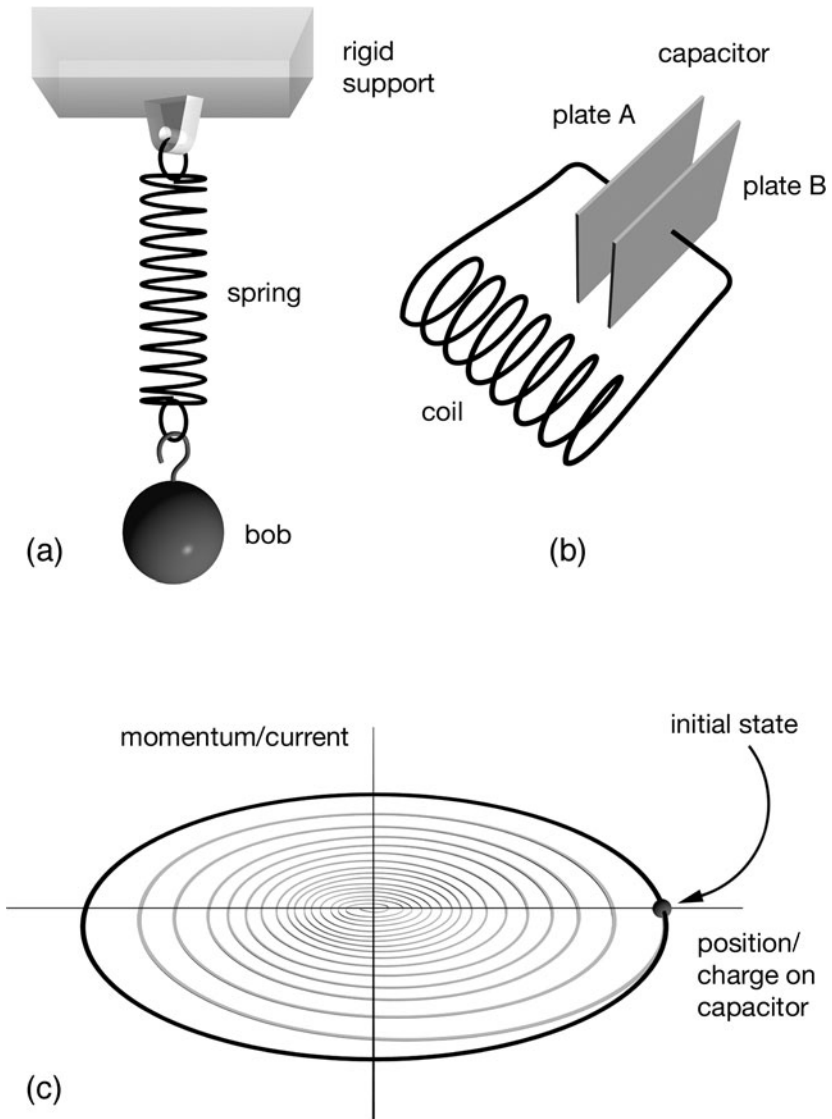 rigid
support
capacitor
plate A
plate B
spring
coil
bob
(a)
(b)
momentum/current
initial state
position/
charge on
capacitor
(c)